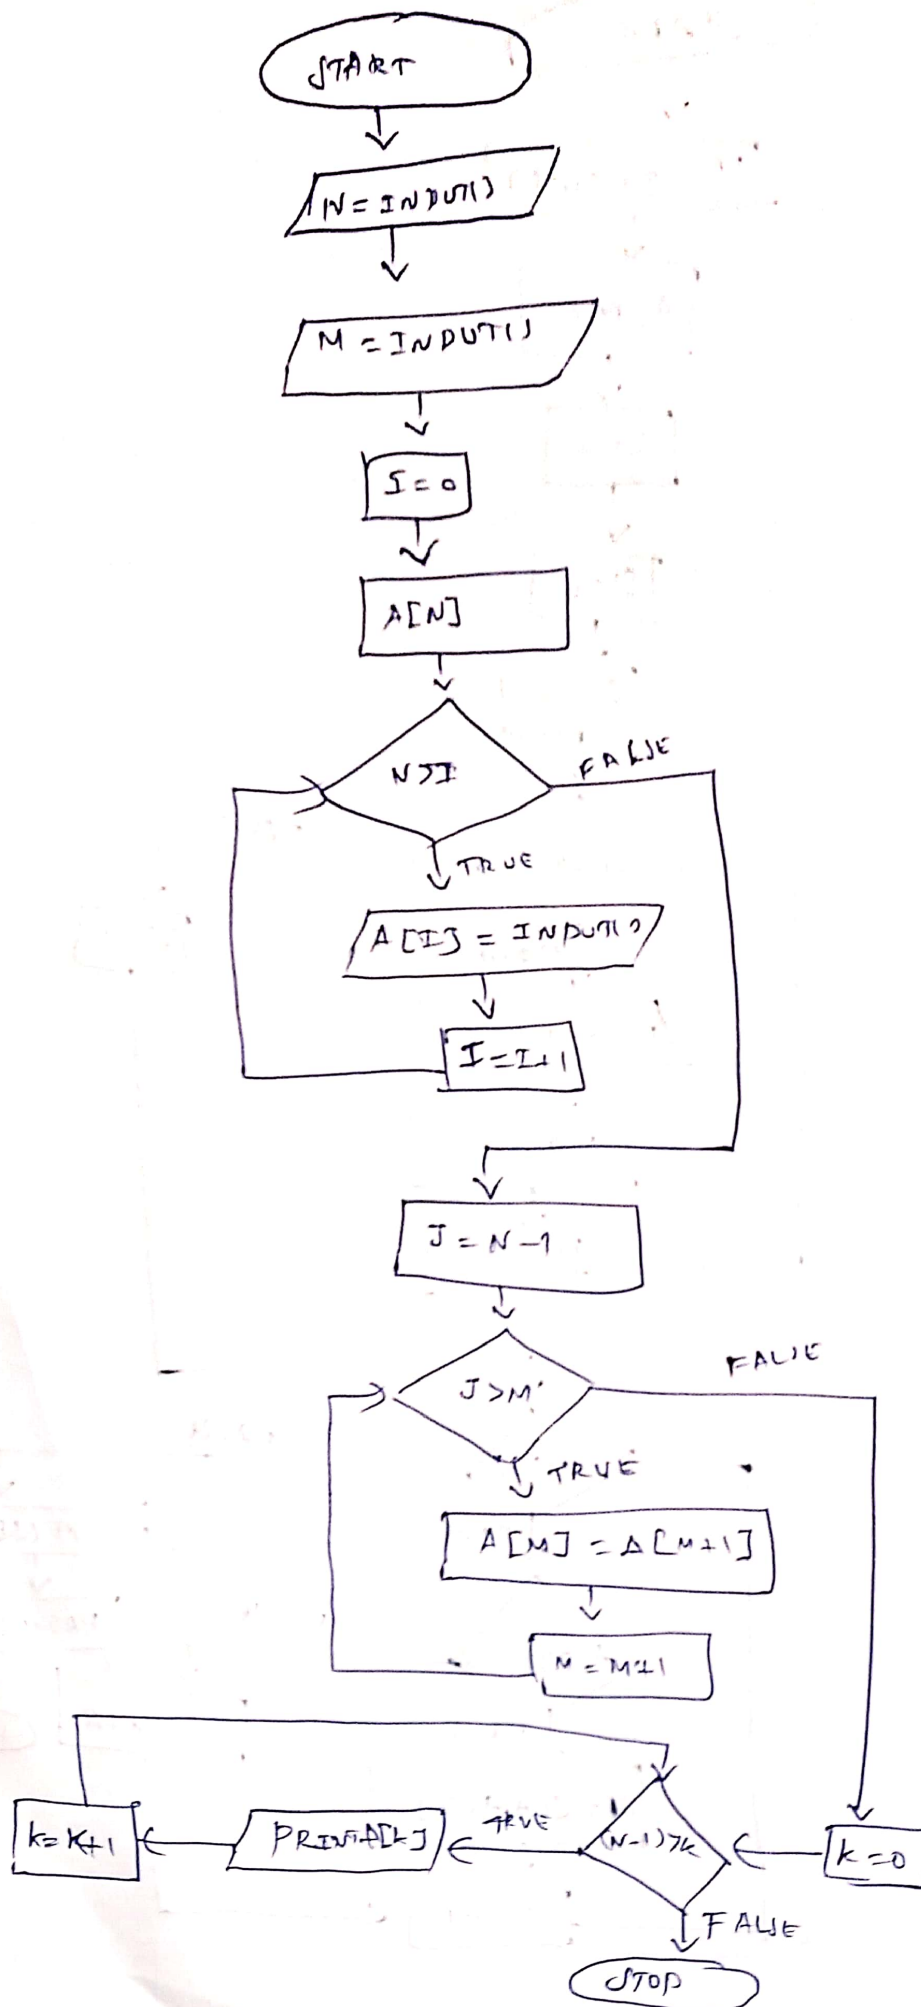 START
N = INPUT()
M = INPUT()
I = 0
A[N]
N>I
FALSE
TRUE
A[I] = INPUT()
I = I+1
J = N-1
J>M
FALSE
TRUE
A[M] = A[M+1]
M = M+1
K = K+1
PRINTA[K]
TRUE
(N-1)>K
K = 0
FALSE
STOP